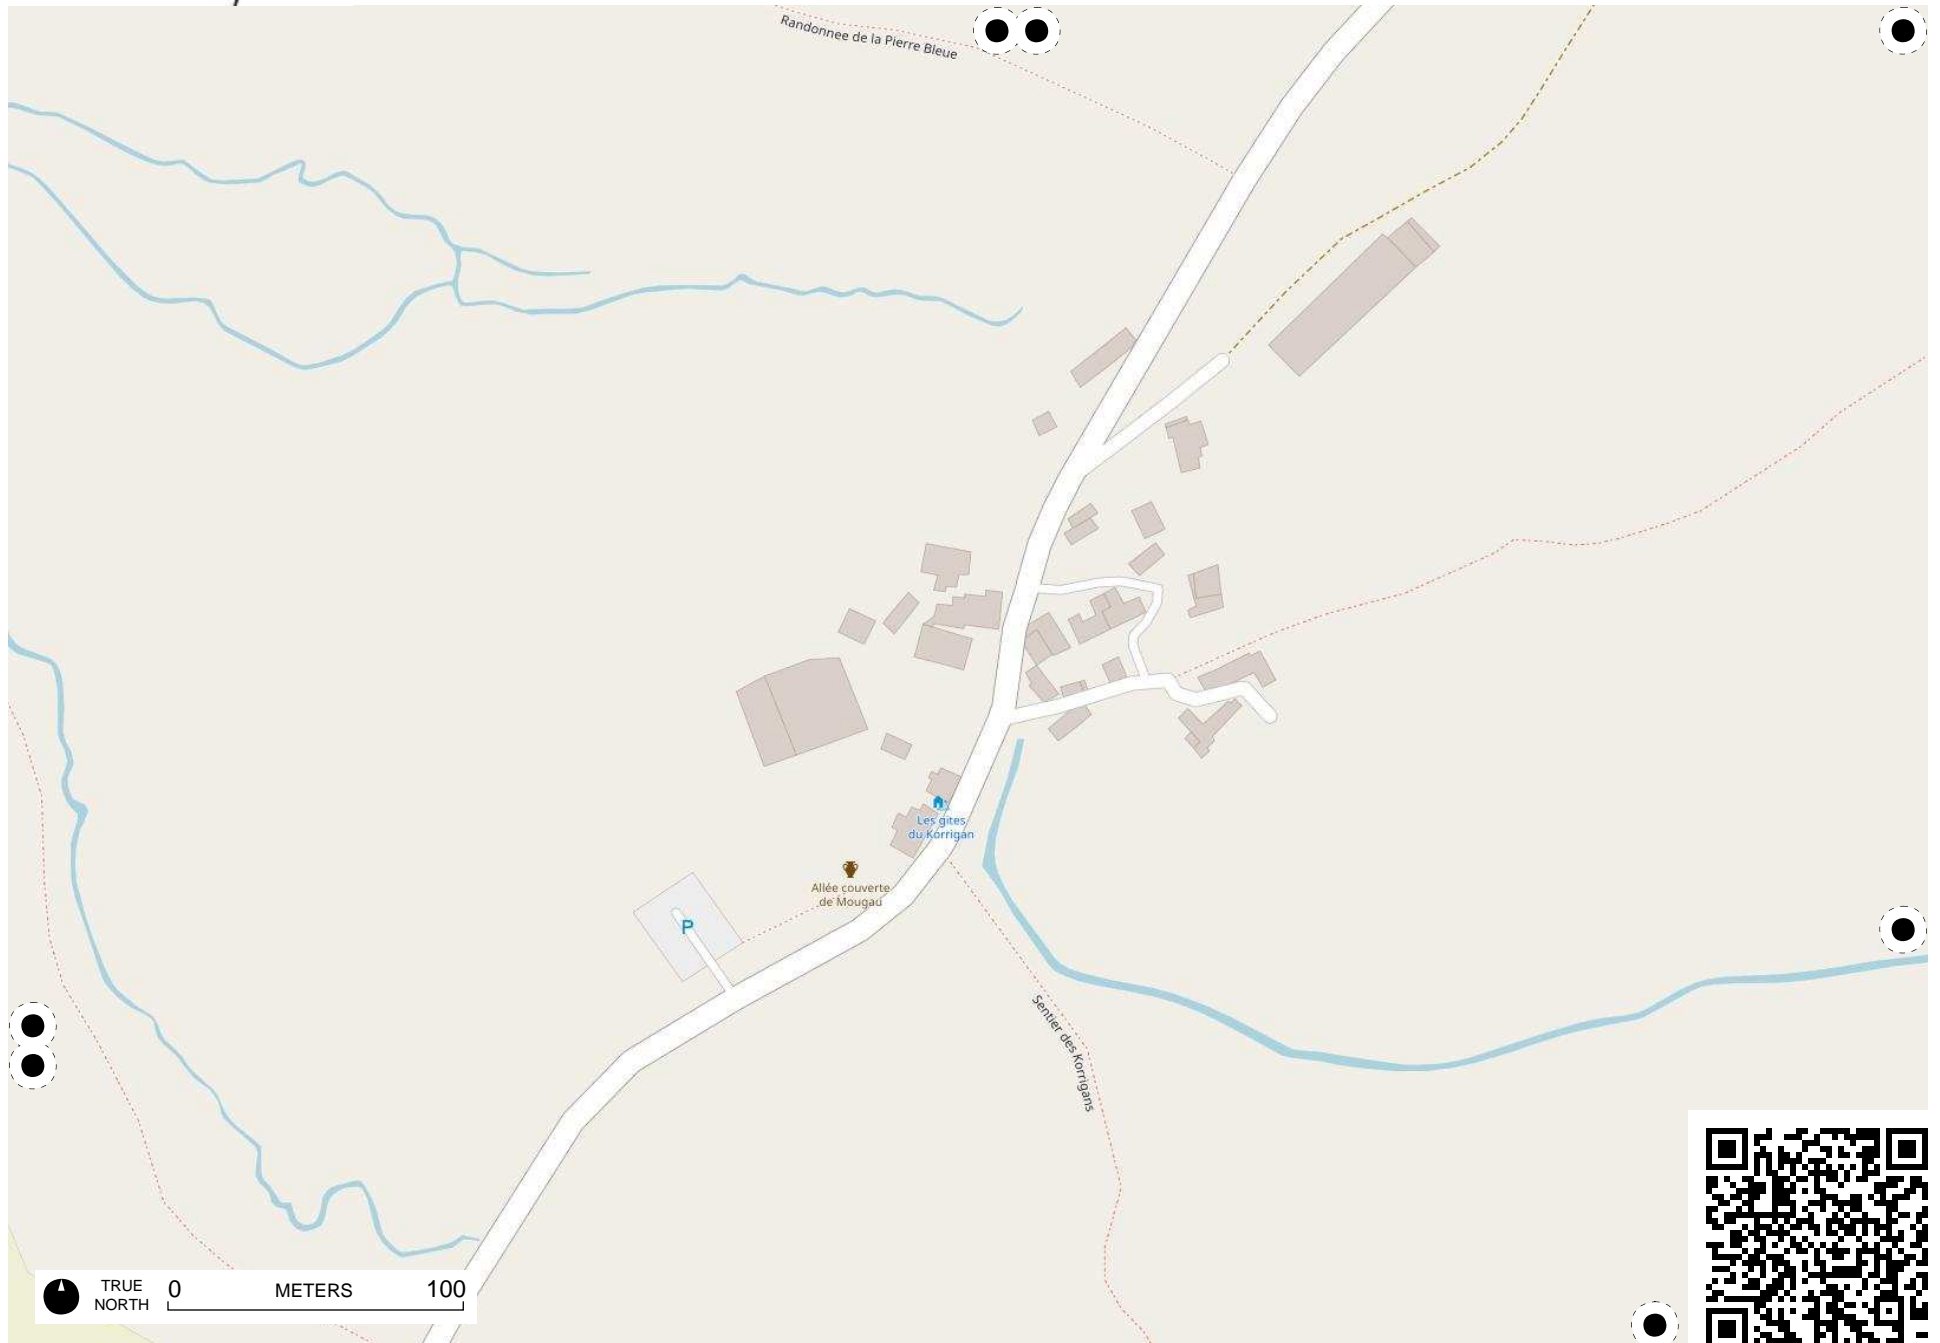 Randonnee de la Pierre Bleue
Les gîtes
du Korrigan
Allée couverte
de Mougau
P
Sentier des Korrigans
TRUE
NORTH
0 METERS 100